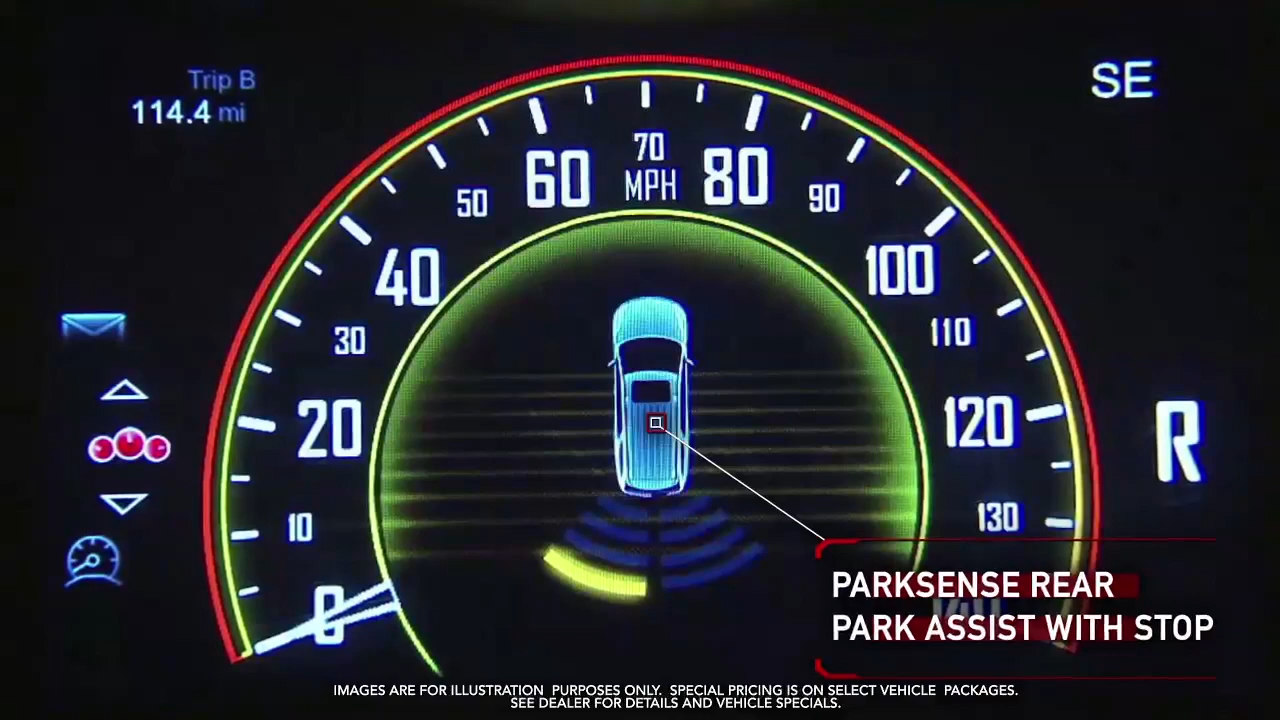 Trip B
114.4 mi
SE
70
MPH
60
80
50
90
40
100
30
110
20
120
R
10
130
0
140
PARKSENSE REAR
PARK ASSIST WITH STOP
IMAGES ARE FOR ILLUSTRATION PURPOSES ONLY. SPECIAL PRICING IS ON SELECT VEHICLE PACKAGES.
SEE DEALER FOR DETAILS AND VEHICLE SPECIALS.